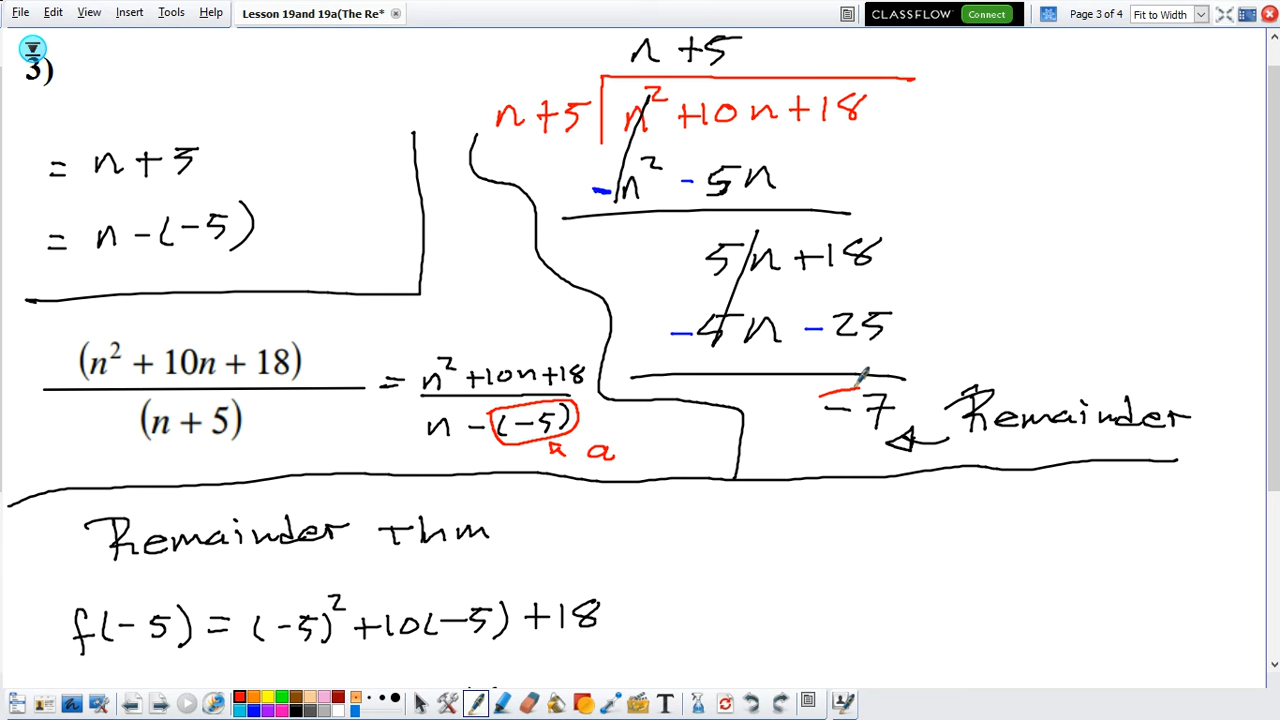 File Edit View Insert Format Tools Help Lesson 19and 19a(The Re* CLASSFLOW Connect Page 3 of 4 Fit to Width
3)
= n + 5
= n - (-5)
(n² + 10n + 18)
(n + 5)
= n² + 10n + 18
n - (-5)
a
n + 5
n + 5 n² + 10n + 18
- n² - 5n
5n + 18
- 5n - 25
- 7 Remainder
Remainder Thm
f(-5) = (-5)² + 10(-5) + 18